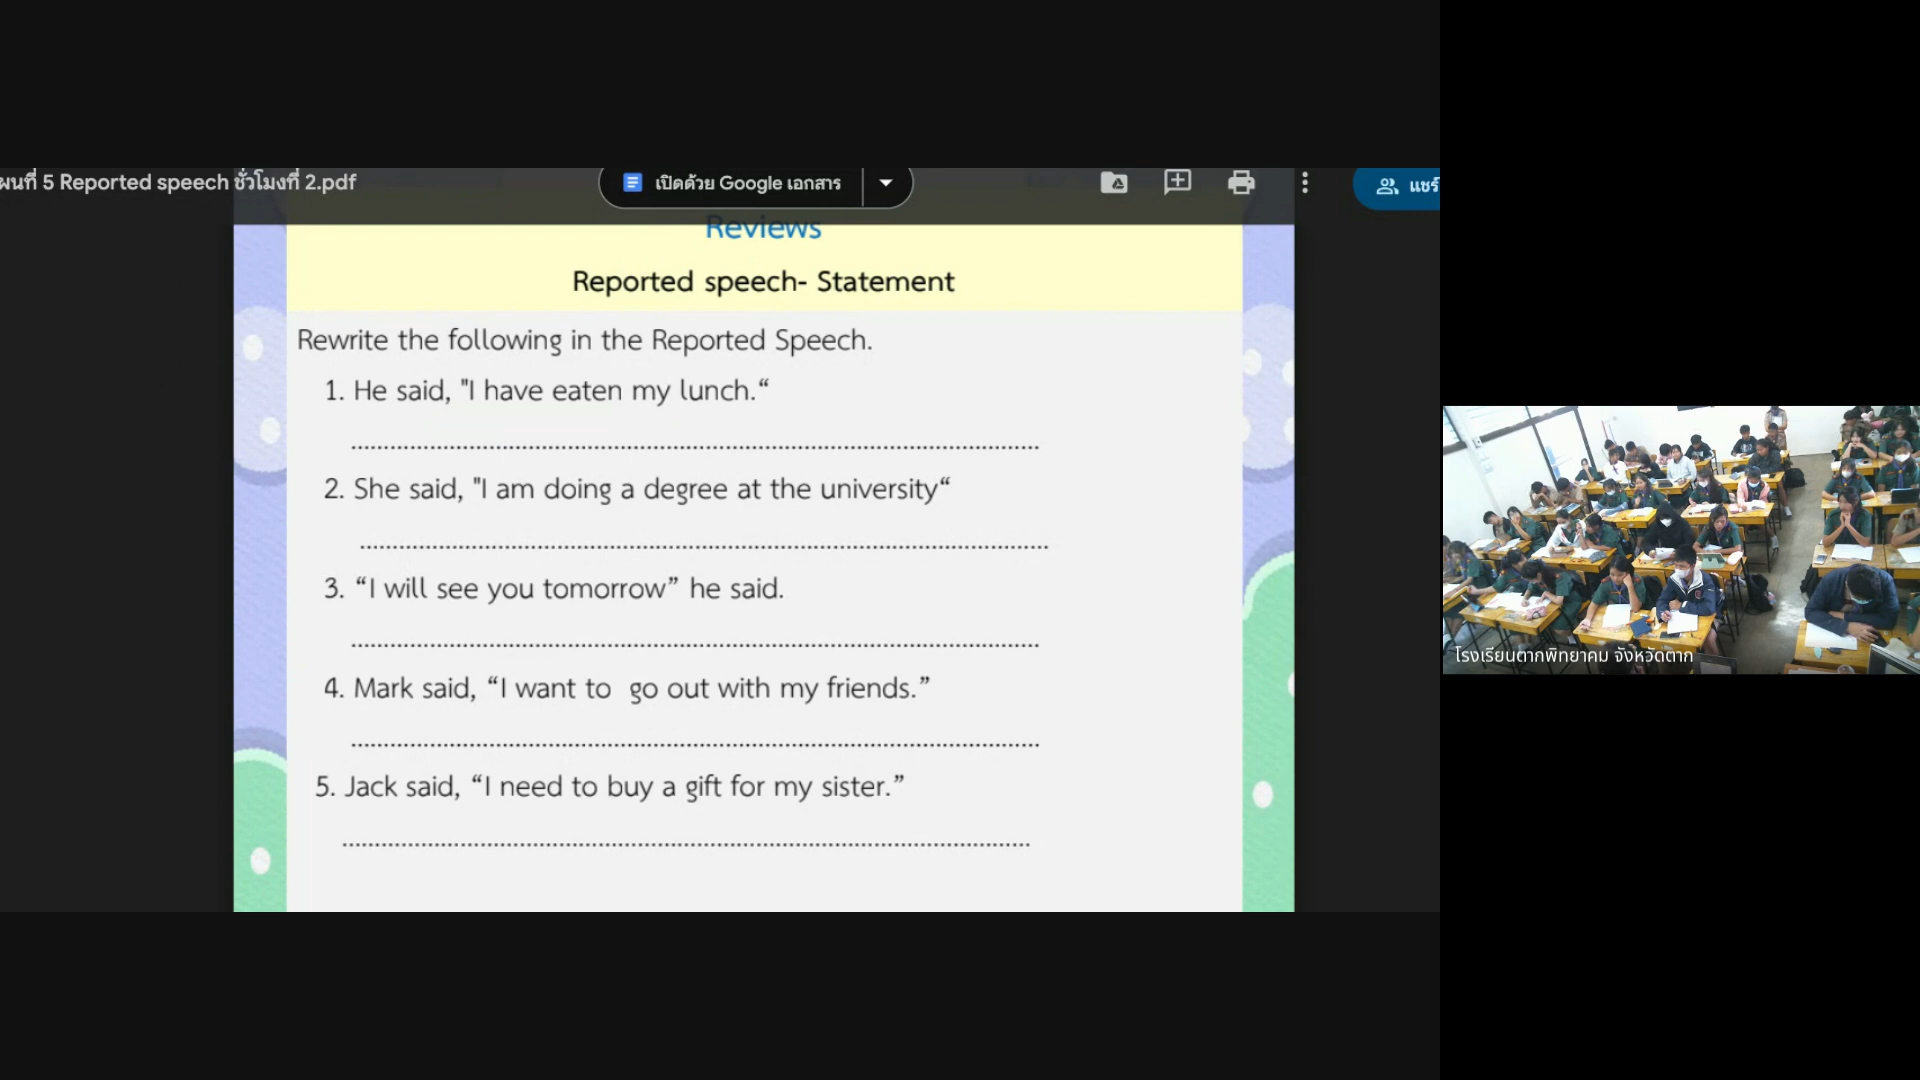 ผนที่ 5 Reported speech ชั่วโมงที่ 2.pdf
เปิดด้วย Google เอกสาร
แชร์
Reviews
Reported speech- Statement
Rewrite the following in the Reported Speech.
1. He said, "I have eaten my lunch.“
2. She said, "I am doing a degree at the university“
3. “I will see you tomorrow” he said.
4. Mark said, “I want to  go out with my friends.”
5. Jack said, “I need to buy a gift for my sister.”
โรงเรียนตากพิทยาคม จังหวัดตาก